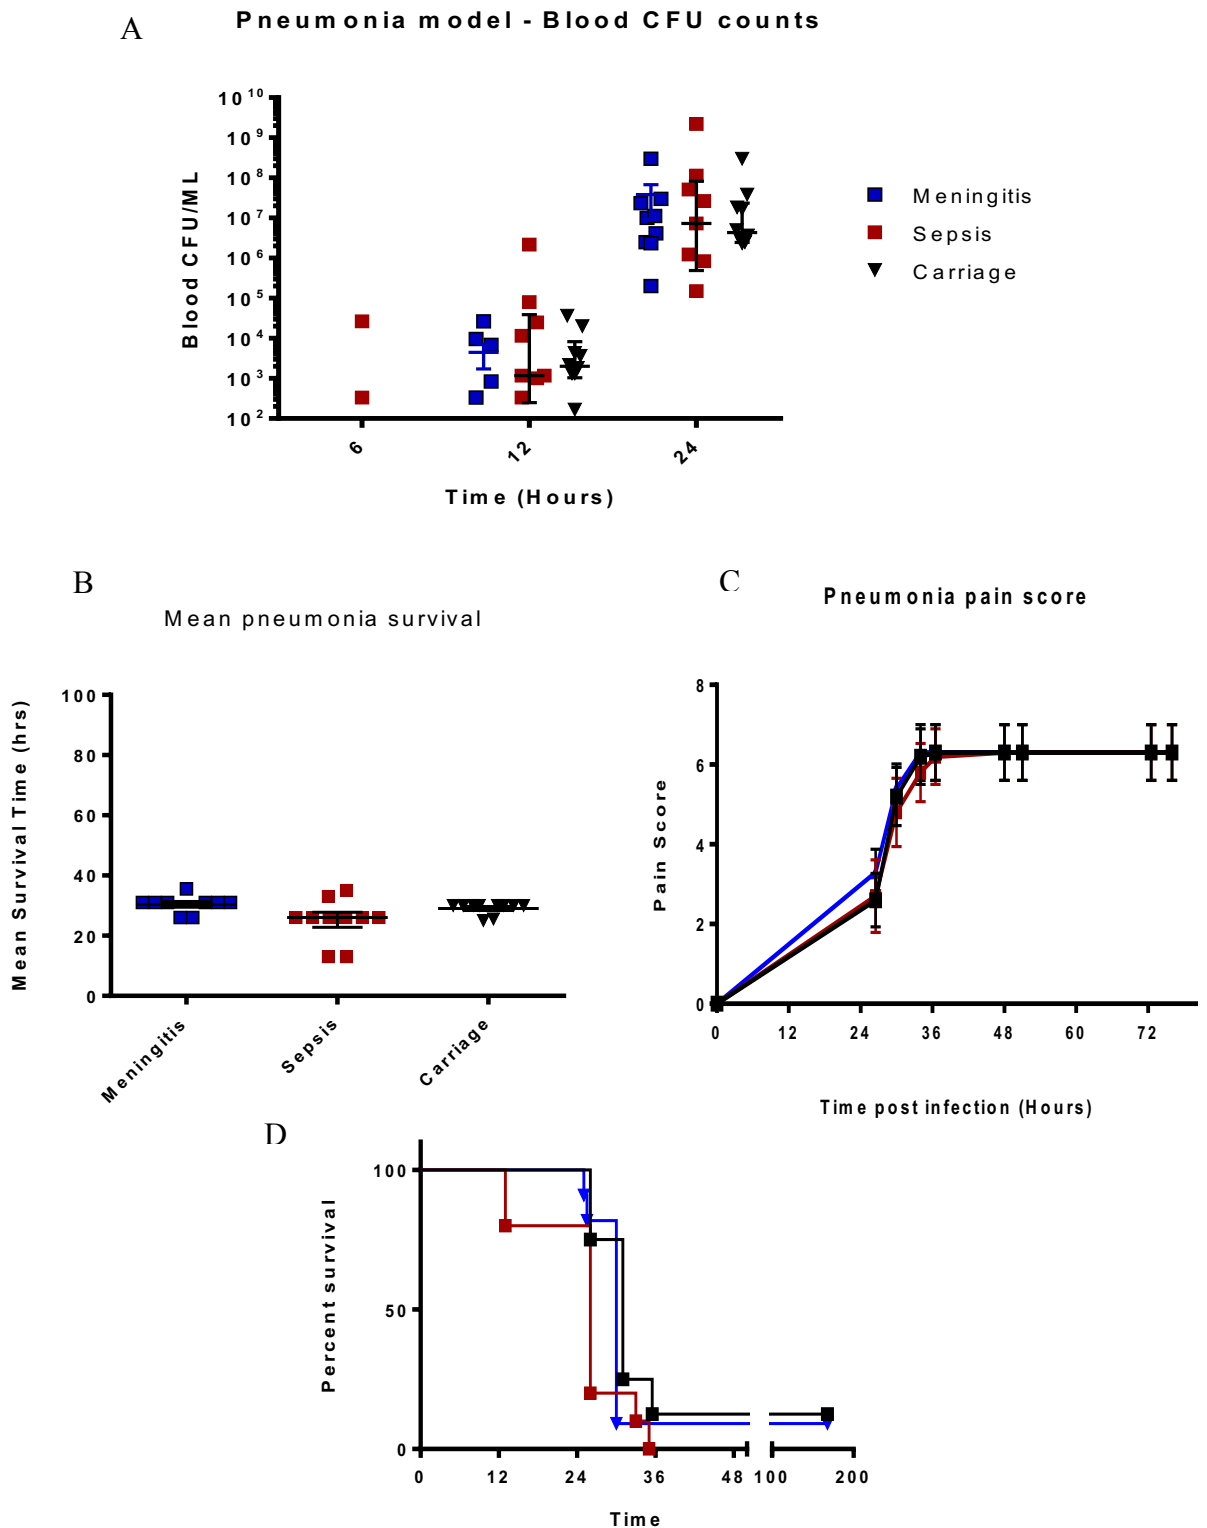 A
Pneumonia model - Blood CFU counts
10^10
10^9
10^8
10^7
10^6
10^5
10^4
10^3
10^2
Blood CFU/ML
6
12
24
Time (Hours)
Meningitis
Sepsis
Carriage
B
Mean pneumonia survival
100
80
60
40
20
0
Mean Survival Time (hrs)
Meningitis
Sepsis
Carriage
C
Pneumonia pain score
8
6
4
2
0
Pain Score
0 12 24 36 48 60 72
Time post infection (Hours)
D
100
50
0
Percent survival
0 12 24 36 48 100 200
Time